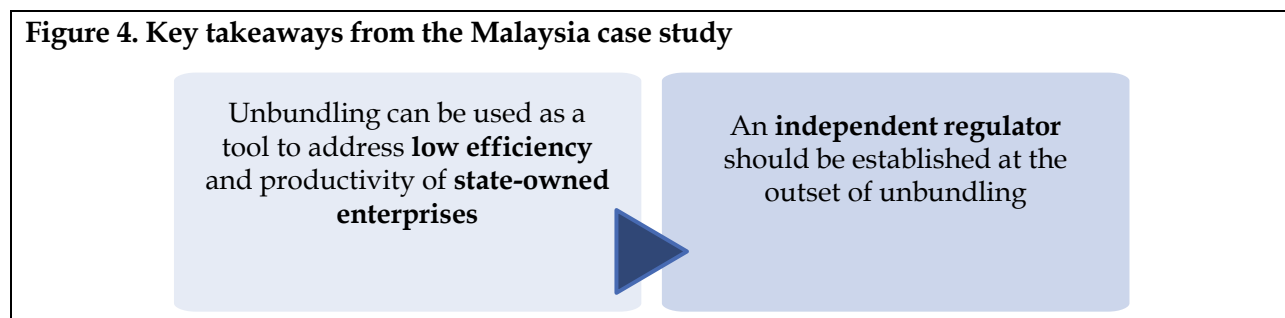 Figure 4. Key takeaways from the Malaysia case study
Unbundling can be used as a
tool to address low efficiency
and productivity of state-owned
enterprises
An independent regulator
should be established at the
outset of unbundling